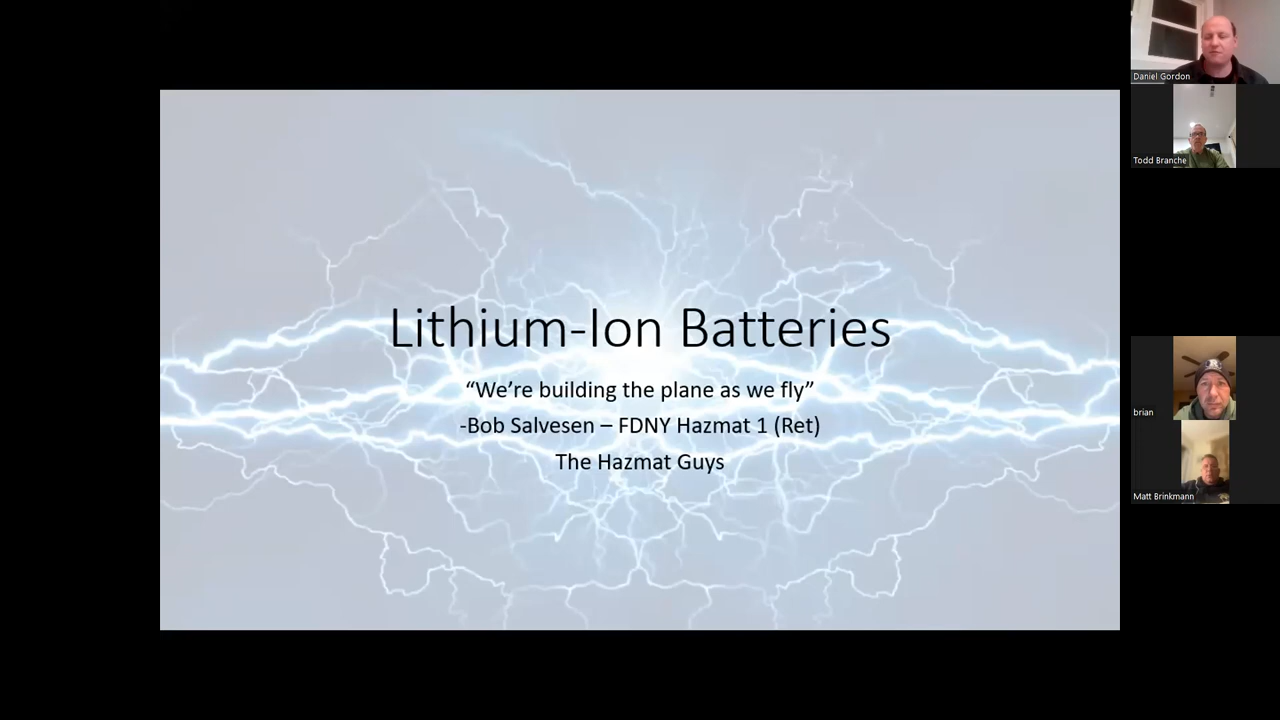 Lithium-Ion Batteries
“We’re building the plane as we fly”
-Bob Salvesen – FDNY Hazmat 1 (Ret)
The Hazmat Guys
Daniel Gordon
Todd Branche
brian
Matt Brinkmann